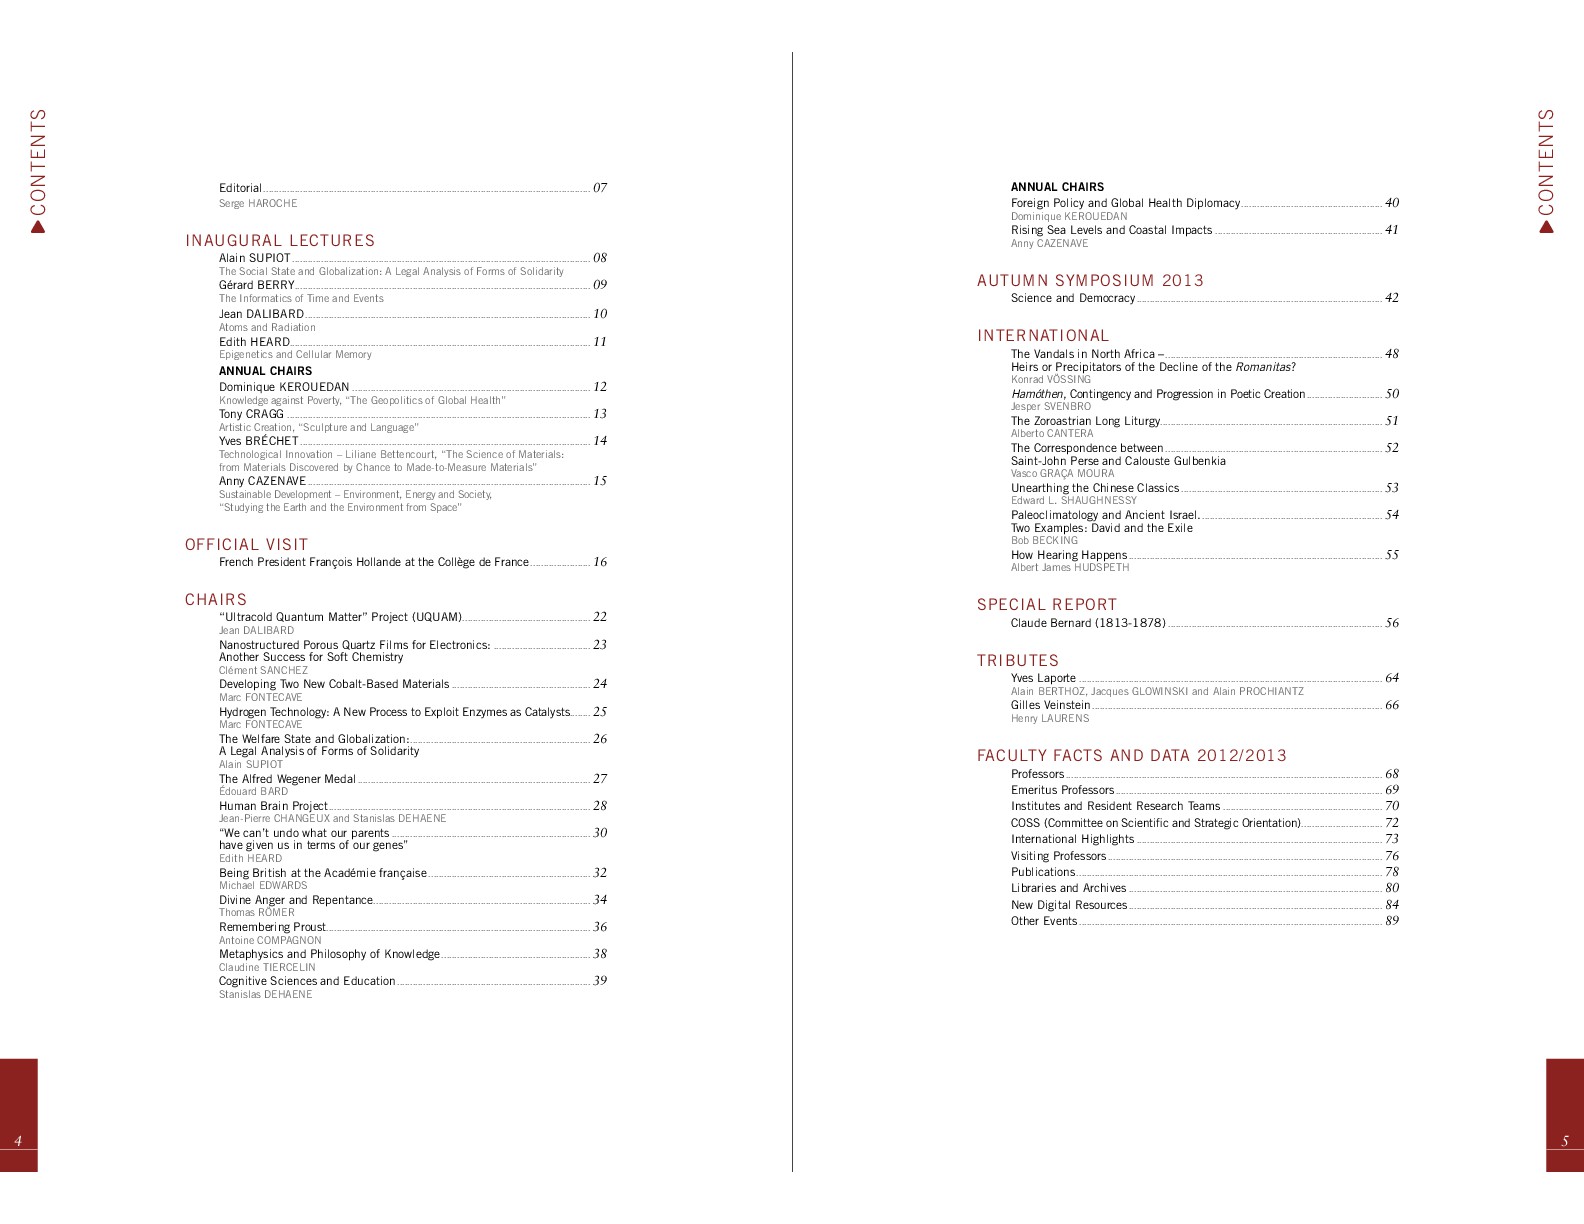 CONTENTS
Editorial 07
Serge HAROCHE
INAUGURAL LECTURES
Alain SUPIOT 08
The Social State and Globalization: A Legal Analysis of Forms of Solidarity
Gérard BERRY 09
The Informatics of Time and Events
Jean DALIBARD 10
Atoms and Radiation
Edith HEARD 11
Epigenetics and Cellular Memory
ANNUAL CHAIRS
Dominique KEROUEDAN 12
Knowledge against Poverty, “The Geopolitics of Global Health”
Tony CRAGG 13
Artistic Creation, “Sculpture and Language”
Yves BRÉCHET 14
Technological Innovation – Liliane Bettencourt, “The Science of Materials:
from Materials Discovered by Chance to Made-to-Measure Materials”
Anny CAZENAVE 15
Sustainable Development – Environment, Energy and Society,
“Studying the Earth and the Environment from Space”
OFFICIAL VISIT
French President François Hollande at the Collège de France 16
CHAIRS
“Ultracold Quantum Matter” Project (UQUAM) 22
Jean DALIBARD
Nanostructured Porous Quartz Films for Electronics: 23
Another Success for Soft Chemistry
Clément SANCHEZ
Developing Two New Cobalt-Based Materials 24
Marc FONTECAVE
Hydrogen Technology: A New Process to Exploit Enzymes as Catalysts 25
Marc FONTECAVE
The Welfare State and Globalization: 26
A Legal Analysis of Forms of Solidarity
Alain SUPIOT
The Alfred Wegener Medal 27
Édouard BARD
Human Brain Project 28
Jean-Pierre CHANGEUX and Stanislas DEHAENE
“We can’t undo what our parents 30
have given us in terms of our genes”
Edith HEARD
Being British at the Académie française 32
Michael EDWARDS
Divine Anger and Repentance 34
Thomas RÖMER
Remembering Proust 36
Antoine COMPAGNON
Metaphysics and Philosophy of Knowledge 38
Claudine TIERCELIN
Cognitive Sciences and Education 39
Stanislas DEHAENE
4
CONTENTS
ANNUAL CHAIRS
Foreign Policy and Global Health Diplomacy 40
Dominique KEROUEDAN
Rising Sea Levels and Coastal Impacts 41
Anny CAZENAVE
AUTUMN SYMPOSIUM 2013
Science and Democracy 42
INTERNATIONAL
The Vandals in North Africa – 48
Heirs or Precipitators of the Decline of the Romanitas?
Konrad VÖSSING
Hamóthen, Contingency and Progression in Poetic Creation 50
Jesper SVENBRO
The Zoroastrian Long Liturgy 51
Alberto CANTERA
The Correspondence between 52
Saint-John Perse and Calouste Gulbenkia
Vasco GRAÇA MOURA
Unearthing the Chinese Classics 53
Edward L. SHAUGHNESSY
Paleoclimatology and Ancient Israel. 54
Two Examples: David and the Exile
Bob BECKING
How Hearing Happens 55
Albert James HUDSPETH
SPECIAL REPORT
Claude Bernard (1813-1878) 56
TRIBUTES
Yves Laporte 64
Alain BERTHOZ, Jacques GLOWINSKI and Alain PROCHIANTZ
Gilles Veinstein 66
Henry LAURENS
FACULTY FACTS AND DATA 2012/2013
Professors 68
Emeritus Professors 69
Institutes and Resident Research Teams 70
COSS (Committee on Scientific and Strategic Orientation) 72
International Highlights 73
Visiting Professors 76
Publications 78
Libraries and Archives 80
New Digital Resources 84
Other Events 89
5